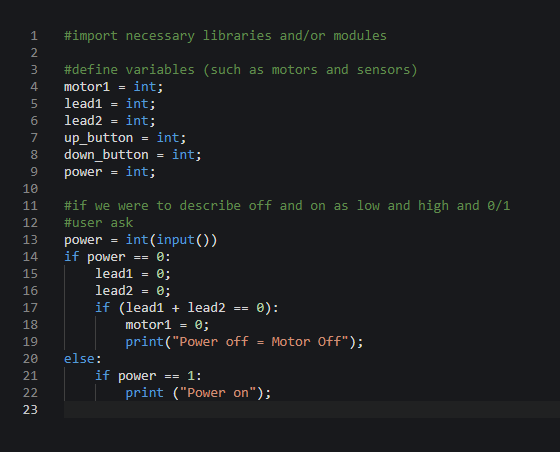 1 #import necessary libraries and/or modules
2
3 #define variables (such as motors and sensors)
4 motor1 = int;
5 lead1 = int;
6 lead2 = int;
7 up_button = int;
8 down_button = int;
9 power = int;
10
11 #if we were to describe off and on as low and high and 0/1
12 #user ask
13 power = int(input())
14 if power == 0:
15     lead1 = 0;
16     lead2 = 0;
17     if (lead1 + lead2 == 0):
18         motor1 = 0;
19         print("Power off = Motor Off");
20 else:
21     if power == 1:
22         print ("Power on");
23